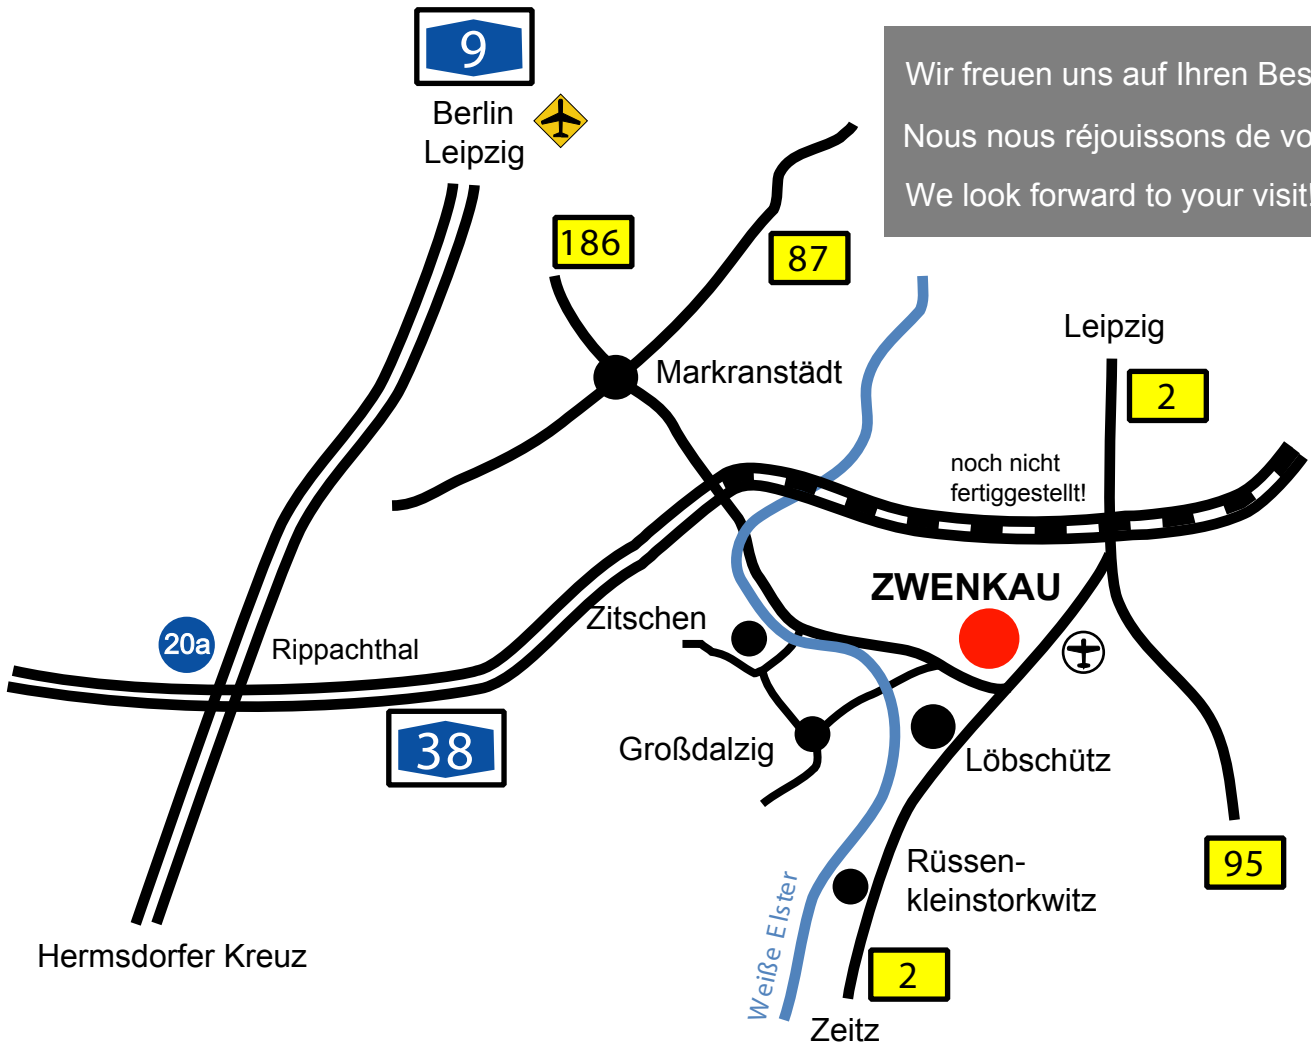 9
Berlin
Leipzig
Wir freuen uns auf Ihren Bes
Nous nous réjouissons de vo
We look forward to your visit!
186
87
Leipzig
2
Markranstädt
noch nicht
fertiggestellt!
ZWENKAU
Zitschen
20a
Rippachthal
38
Großdalzig
Löbschütz
95
Rüssen-
kleinstorkwitz
Weiße Elster
Hermsdorfer Kreuz
2
Zeitz